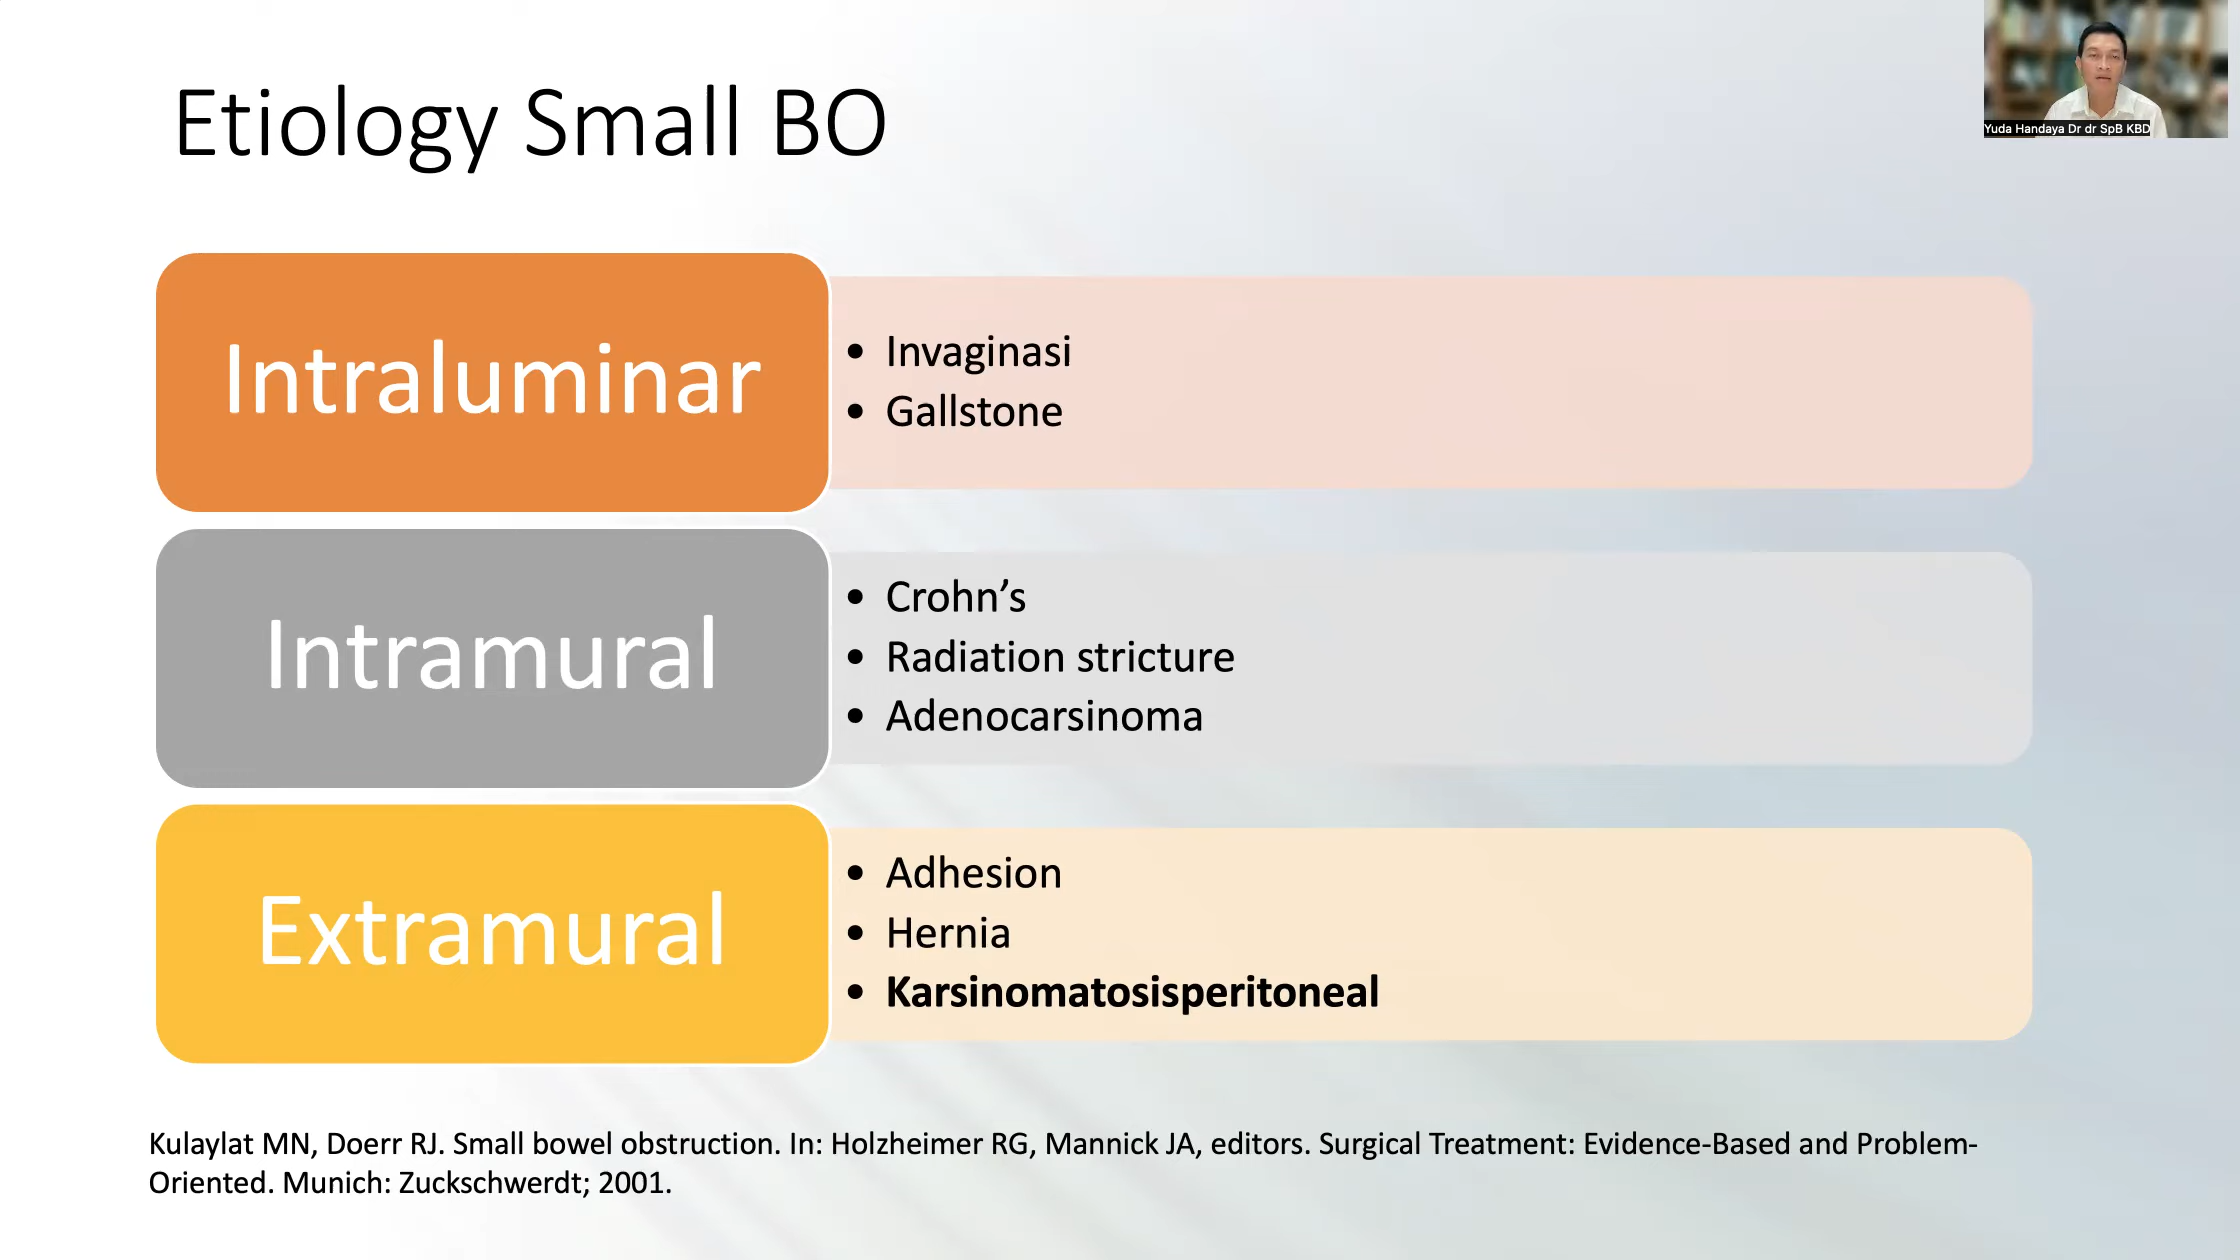 Etiology Small BO
Yuda Handaya Dr dr SpB KBD
Intraluminar
• Invaginasi
• Gallstone
Intramural
• Crohn’s
• Radiation stricture
• Adenocarsinoma
Extramural
• Adhesion
• Hernia
• Karsinomatosisperitoneal
Kulaylat MN, Doerr RJ. Small bowel obstruction. In: Holzheimer RG, Mannick JA, editors. Surgical Treatment: Evidence-Based and Problem-
Oriented. Munich: Zuckschwerdt; 2001.